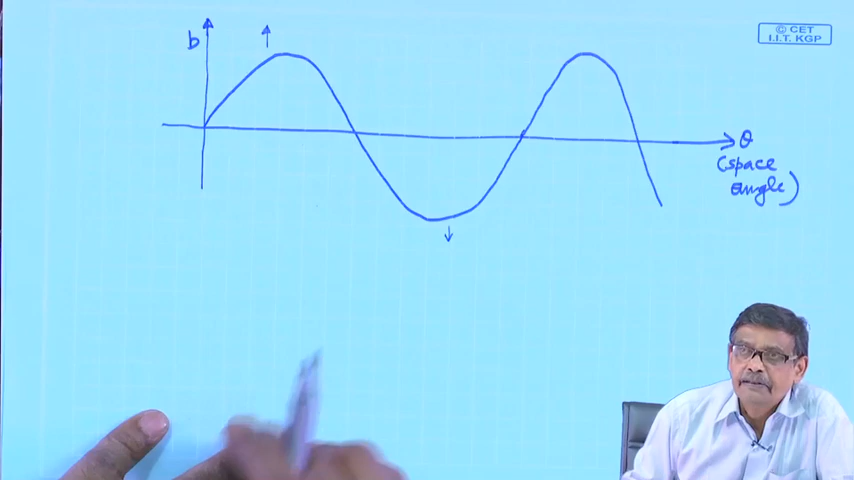 b
© CET
I.I.T. KGP
θ
(space
angle)